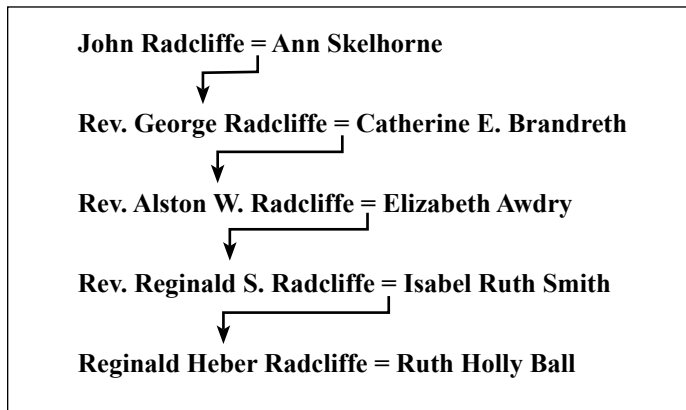 John Radcliffe = Ann Skelhorne
Rev. George Radcliffe = Catherine E. Brandreth
Rev. Alston W. Radcliffe = Elizabeth Awdry
Rev. Reginald S. Radcliffe = Isabel Ruth Smith
Reginald Heber Radcliffe = Ruth Holly Ball